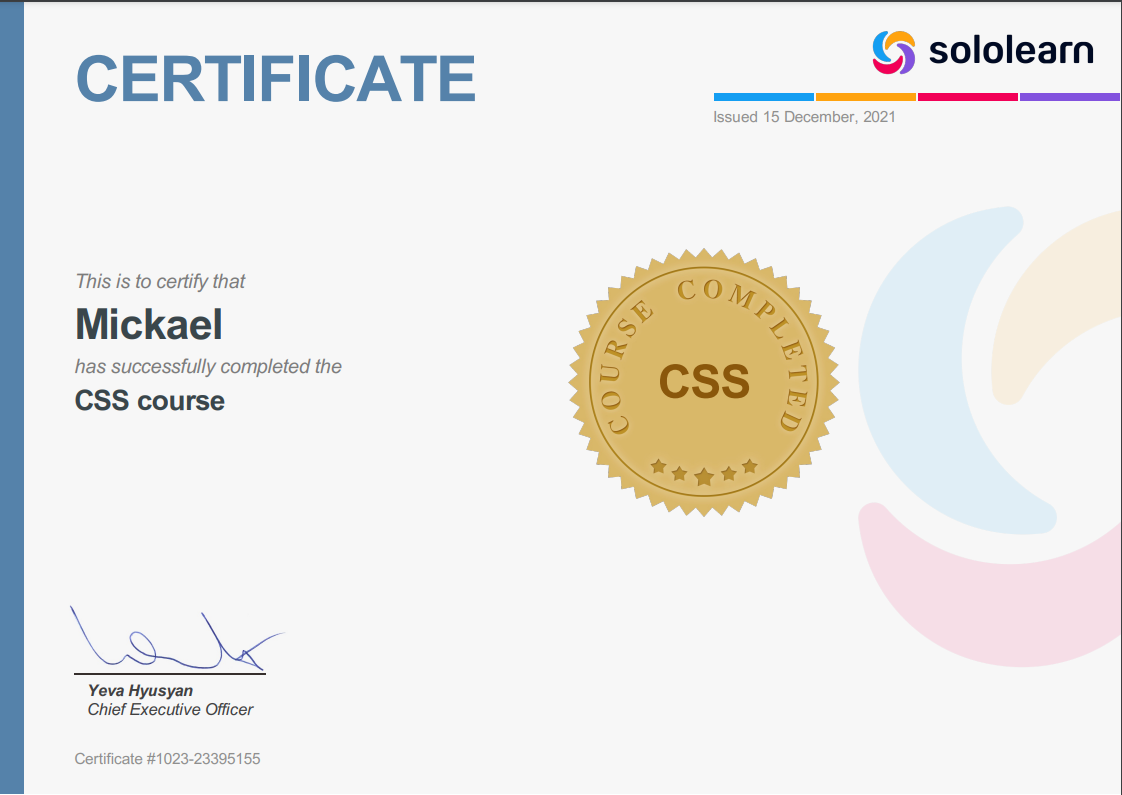 CERTIFICATE
sololearn
Issued 15 December, 2021
This is to certify that
Mickael
has successfully completed the
CSS course
COURSE COMPLETED
CSS
Yeva Hyusyan
Chief Executive Officer
Certificate #1023-23395155